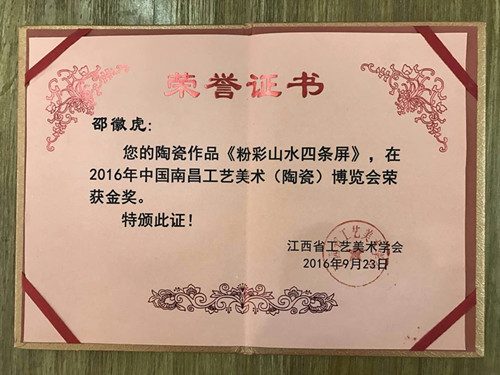 荣誉证书
邵徽虎：
您的陶瓷作品《粉彩山水四条屏》，在
2016年中国南昌工艺美术（陶瓷）博览会荣
获金奖。
特颁此证！
江西省工艺美术学会
2016年9月23日